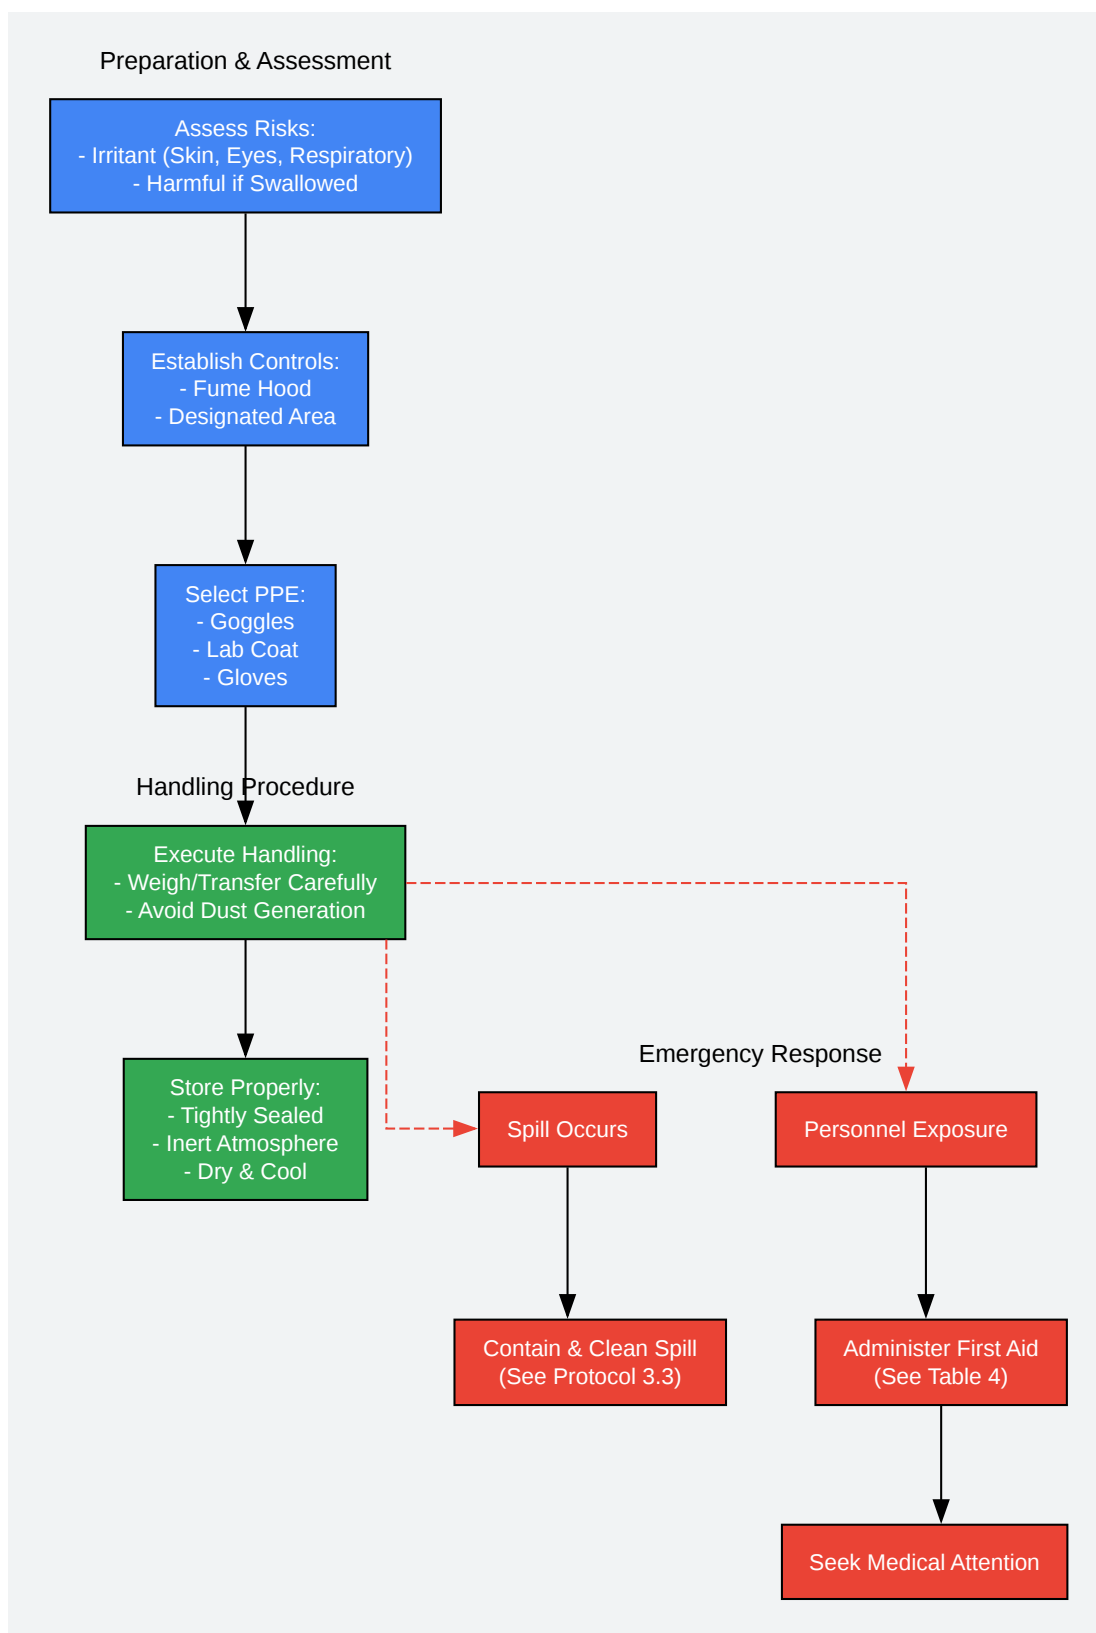 Preparation & Assessment
Assess Risks:
- Irritant (Skin, Eyes, Respiratory)
- Harmful if Swallowed
Establish Controls:
- Fume Hood
- Designated Area
Select PPE:
- Goggles
- Lab Coat
- Gloves
Handling Procedure
Execute Handling:
- Weigh/Transfer Carefully
- Avoid Dust Generation
Store Properly:
- Tightly Sealed
- Inert Atmosphere
- Dry & Cool
Emergency Response
Spill Occurs
Personnel Exposure
Contain & Clean Spill
(See Protocol 3.3)
Administer First Aid
(See Table 4)
Seek Medical Attention